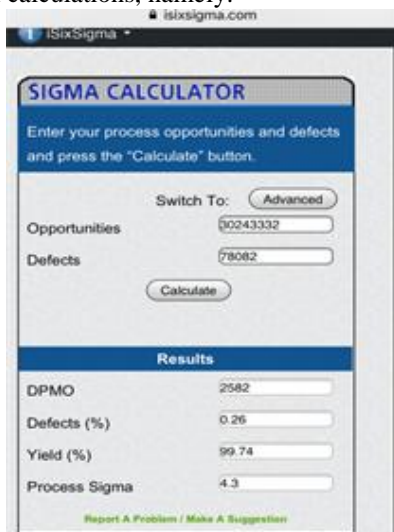 isixsigma.com
iSixSigma
SIGMA CALCULATOR
Enter your process opportunities and defects
and press the "Calculate" button.
Switch To: Advanced
Opportunities 30243332
Defects 78082
Calculate
Results
DPMO 2582
Defects (%) 0.26
Yield (%) 99.74
Process Sigma 4.3
Report A Problem / Make A Suggestion